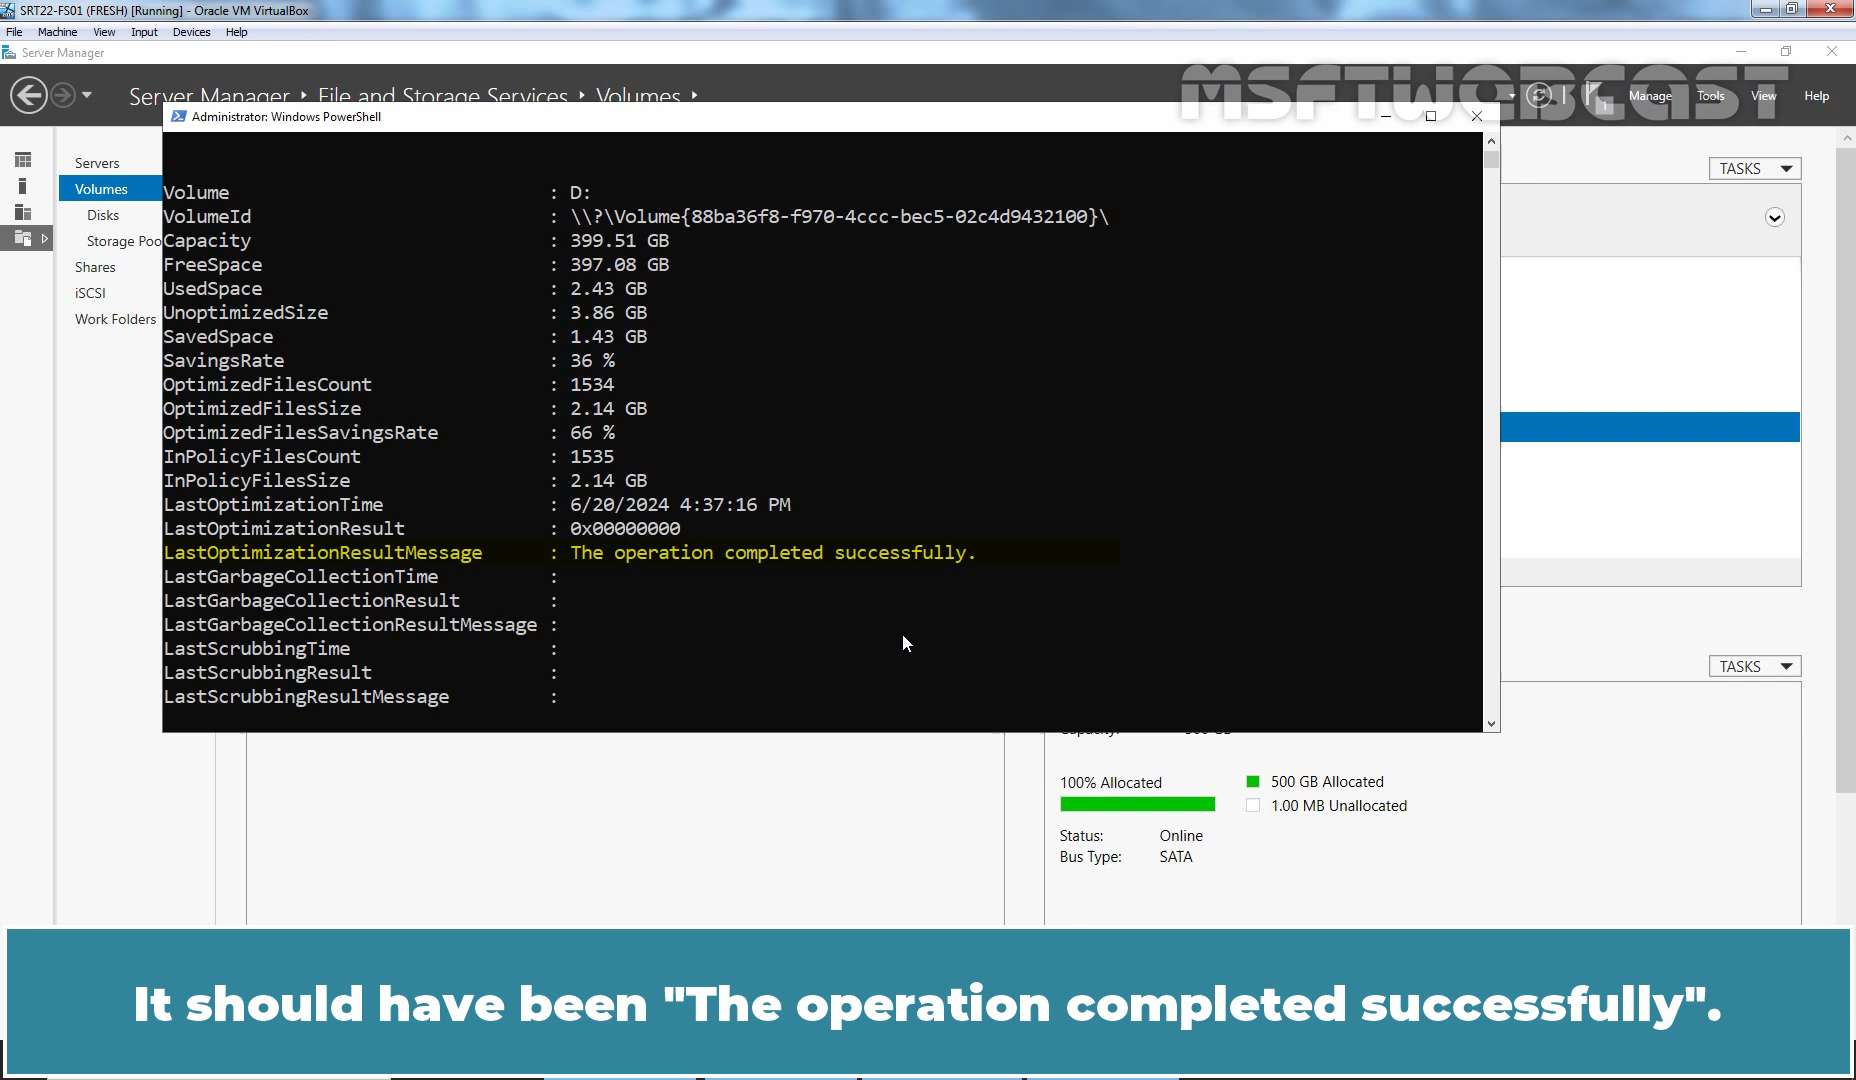 SRT22-FS01 (FRESH) [Running] - Oracle VM VirtualBox
File Machine View Input Devices Help
Server Manager
Server Manager ‣ File and Storage Services ‣ Volumes ‣
MSFTWEBCAST
Manage Tools View Help
Administrator: Windows PowerShell
Servers
Volumes
Disks
Storage Poo
Shares
iSCSI
Work Folders
TASKS
Volume : D:
VolumeId : \\?\Volume{88ba36f8-f970-4ccc-bec5-02c4d9432100}\
Capacity : 399.51 GB
FreeSpace : 397.08 GB
UsedSpace : 2.43 GB
UnoptimizedSize : 3.86 GB
SavedSpace : 1.43 GB
SavingsRate : 36 %
OptimizedFilesCount : 1534
OptimizedFilesSize : 2.14 GB
OptimizedFilesSavingsRate : 66 %
InPolicyFilesCount : 1535
InPolicyFilesSize : 2.14 GB
LastOptimizationTime : 6/20/2024 4:37:16 PM
LastOptimizationResult : 0x00000000
LastOptimizationResultMessage : The operation completed successfully.
LastGarbageCollectionTime :
LastGarbageCollectionResult :
LastGarbageCollectionResultMessage :
LastScrubbingTime :
LastScrubbingResult :
LastScrubbingResultMessage :
TASKS
100% Allocated
500 GB Allocated
1.00 MB Unallocated
Status: Online
Bus Type: SATA
It should have been "The operation completed successfully".